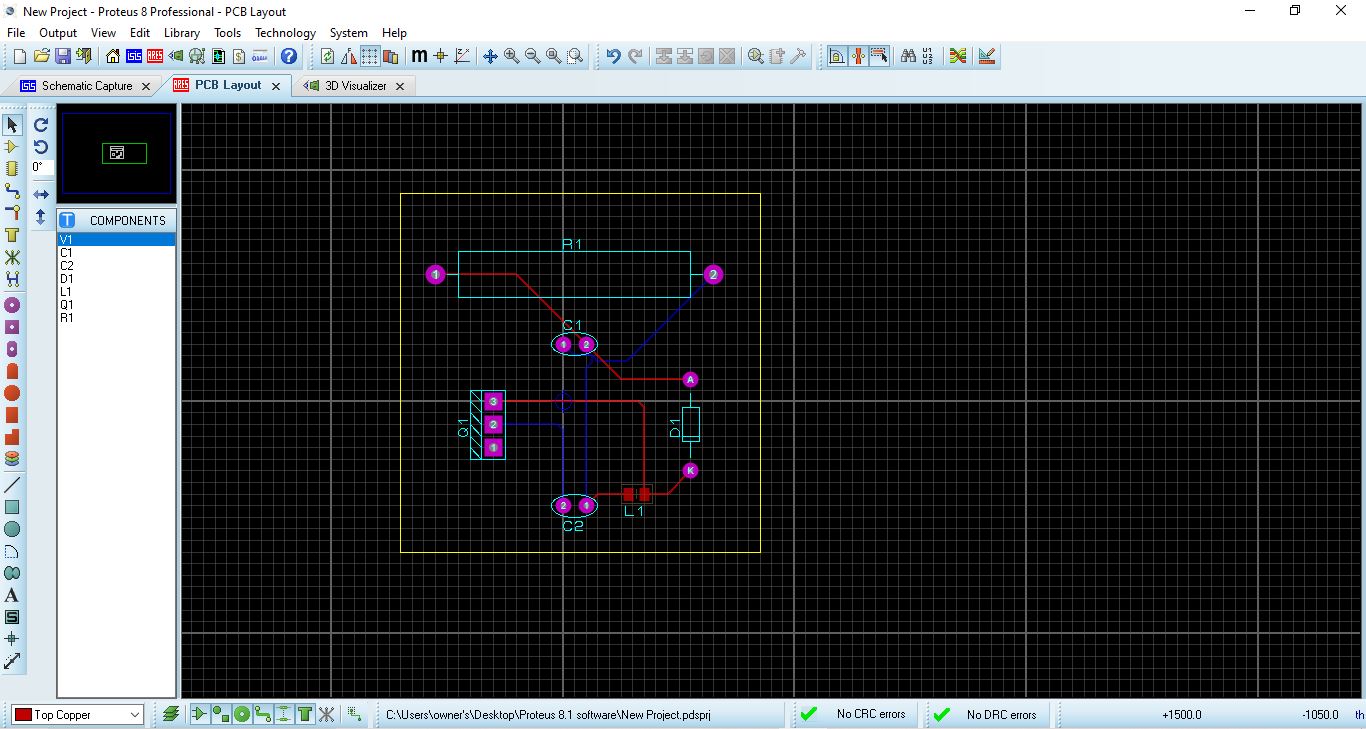 New Project - Proteus 8 Professional - PCB Layout
File Output View Edit Library Tools Technology System Help
Schematic Capture PCB Layout 3D Visualizer
0°
COMPONENTS
V1
C1
C2
D1
L1
Q1
R1
R1
1 2
C1
1 2
A
3
2
1
Q1
D1
K
2 1
C2
L1
Top Copper
C:\Users\owner's\Desktop\Proteus 8.1 software\New Project.pdsprj
No CRC errors
No DRC errors
+1500.0
-1050.0
th